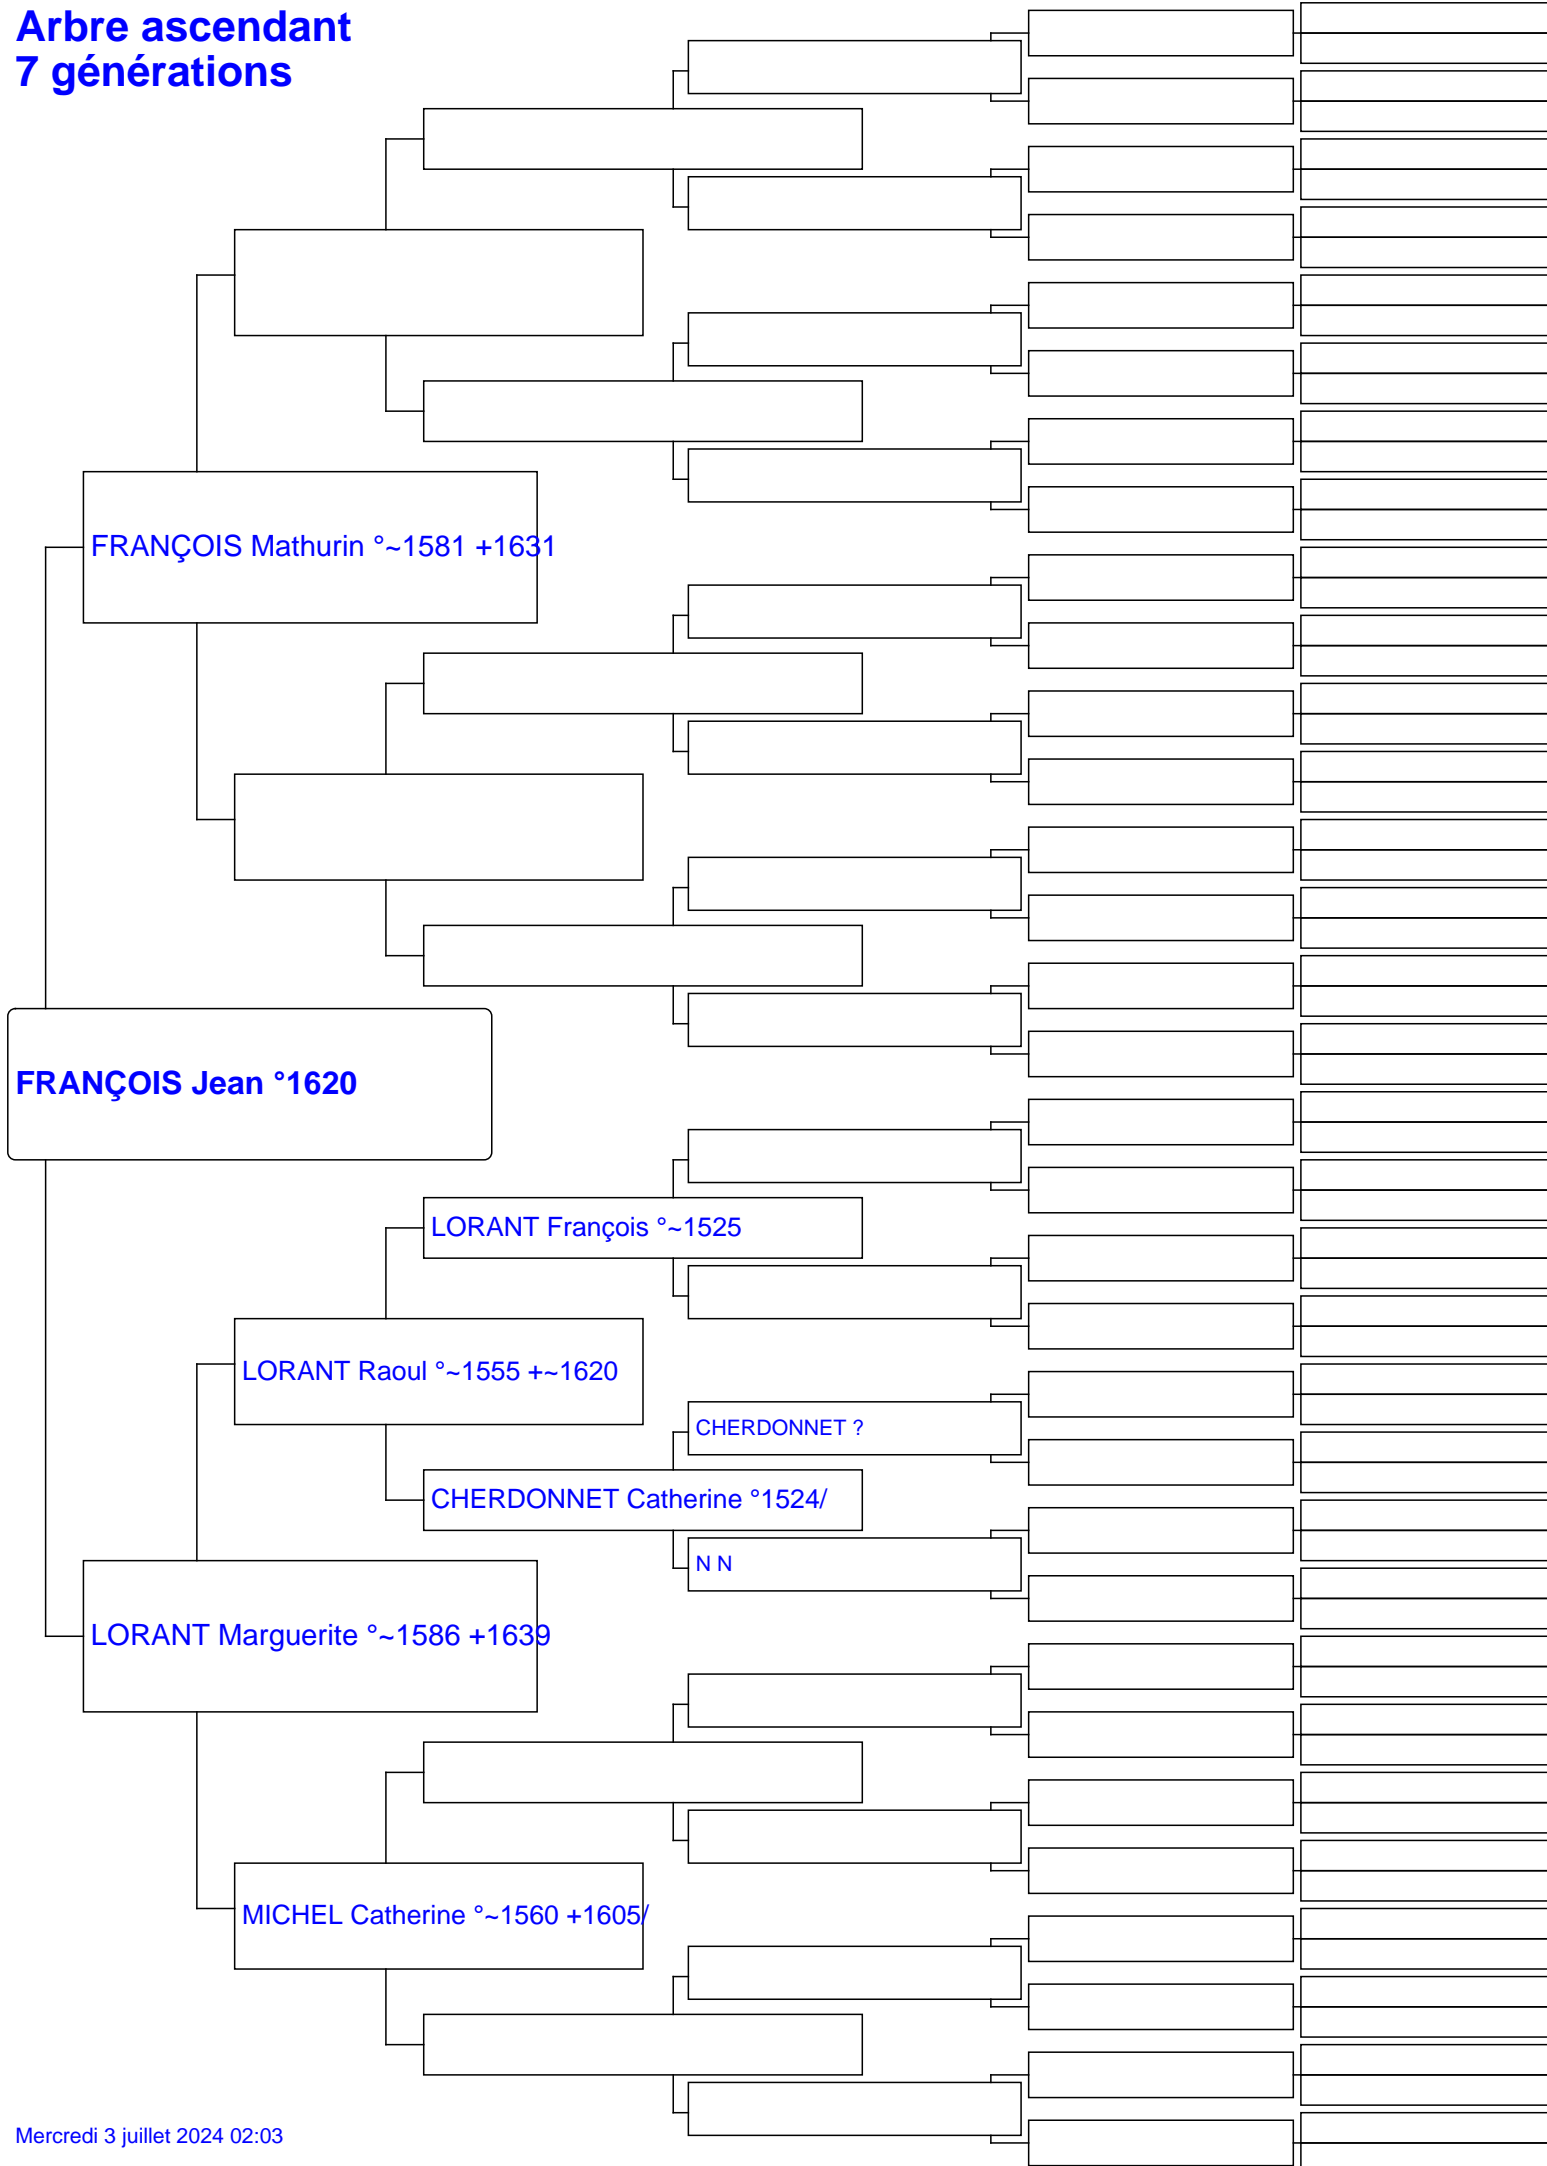 Arbre ascendant
7 générations
FRANÇOIS Mathurin °~1581 +1631
FRANÇOIS Jean °1620
LORANT François °~1525
LORANT Raoul °~1555 +~1620
CHERDONNET ?
CHERDONNET Catherine °1524/
N N
LORANT Marguerite °~1586 +1639
MICHEL Catherine °~1560 +1605/
Mercredi 3 juillet 2024 02:03